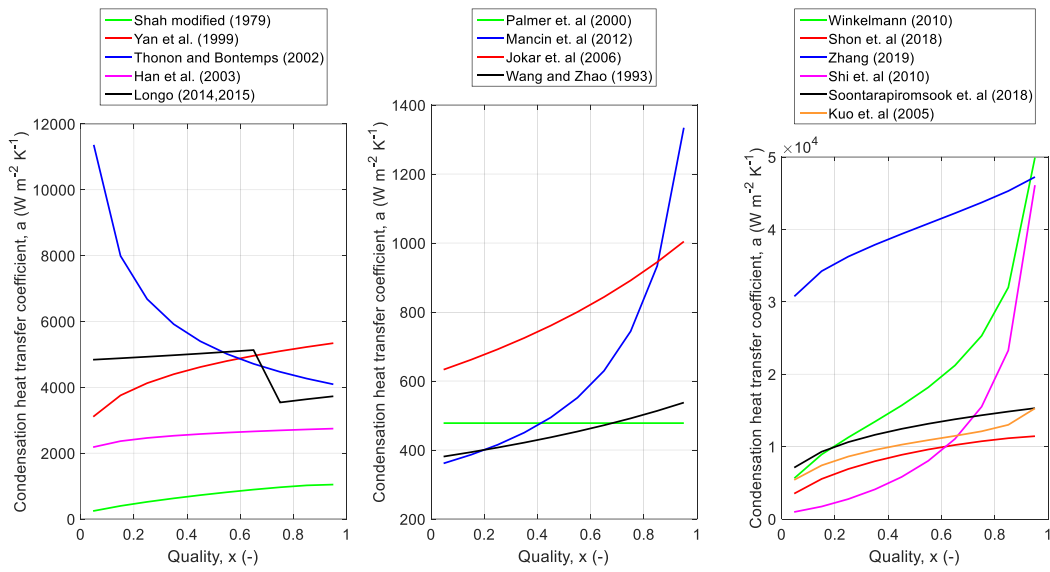 Shah modified (1979)
Yan et al. (1999)
Thonon and Bontemps (2002)
Han et al. (2003)
Longo (2014,2015)
Condensation heat transfer coefficient, a (W m⁻² K⁻¹)
12000
10000
8000
6000
4000
2000
0
0 0.2 0.4 0.6 0.8 1
Quality, x (-)
Palmer et. al (2000)
Mancin et. al (2012)
Jokar et. al (2006)
Wang and Zhao (1993)
Condensation heat transfer coefficient, a (W m⁻² K⁻¹)
1400
1200
1000
800
600
400
200
0 0.2 0.4 0.6 0.8 1
Quality, x (-)
Winkelmann (2010)
Shon et. al (2018)
Zhang (2019)
Shi et. al (2010)
Soontarapiromsook et. al (2018)
Kuo et. al (2005)
Condensation heat transfer coefficient, a (W m⁻² K⁻¹)
×10⁴
5
4
3
2
1
0
0 0.2 0.4 0.6 0.8 1
Quality, x (-)